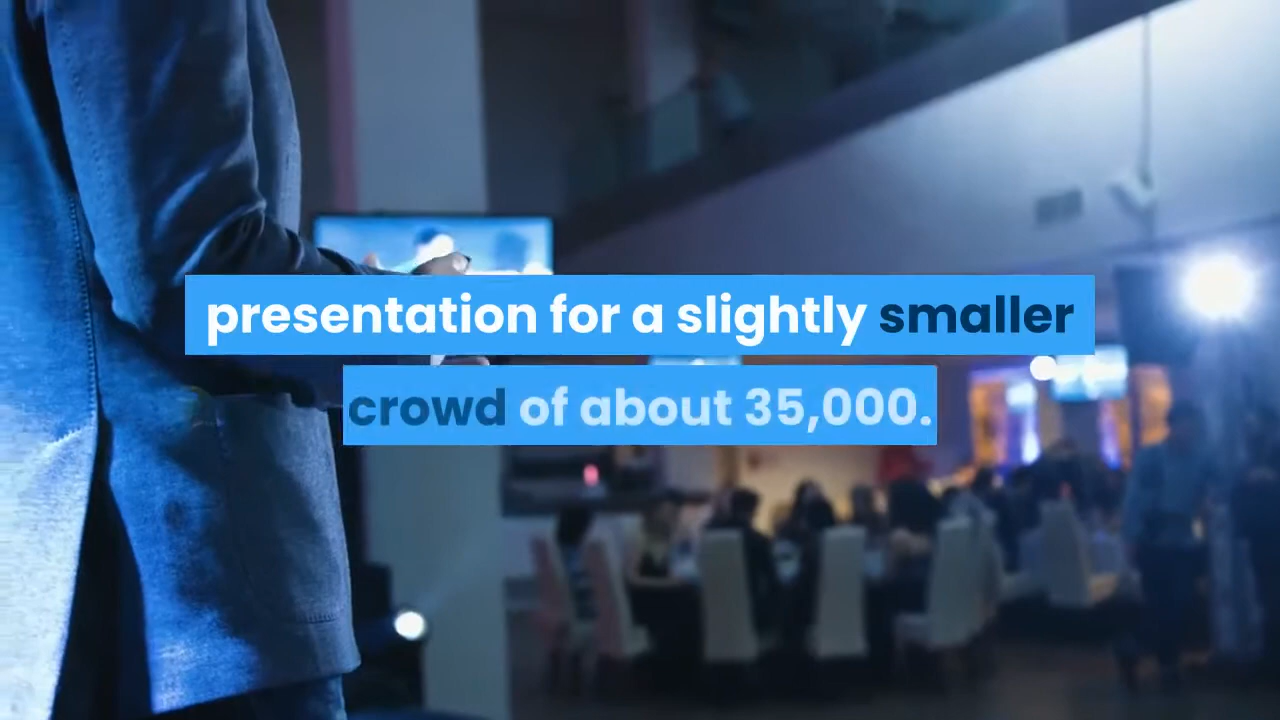 presentation for a slightly smaller
crowd of about 35,000.